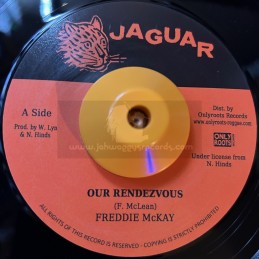 JAGUAR
A Side
Prod. by W. Lyn
& N. Hinds
Dist. by
Onlyroots Records
www.onlyroots-reggae.com
ONLY
ROOTS
Under license from
N. Hinds
OUR RENDEZVOUS
(F. McLean)
FREDDIE McKAY
ALL RIGHTS OF THIS RECORD IS RESERVED - COPYING IS STRICTLY PROHIBITED